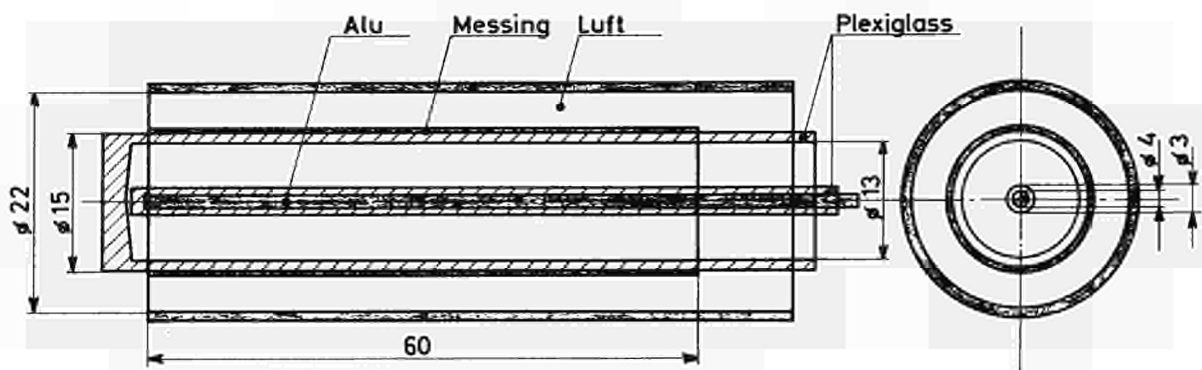 Alu Messing Luft Plexiglass
ø 22
ø 15
ø 13
ø 4
ø 3
60